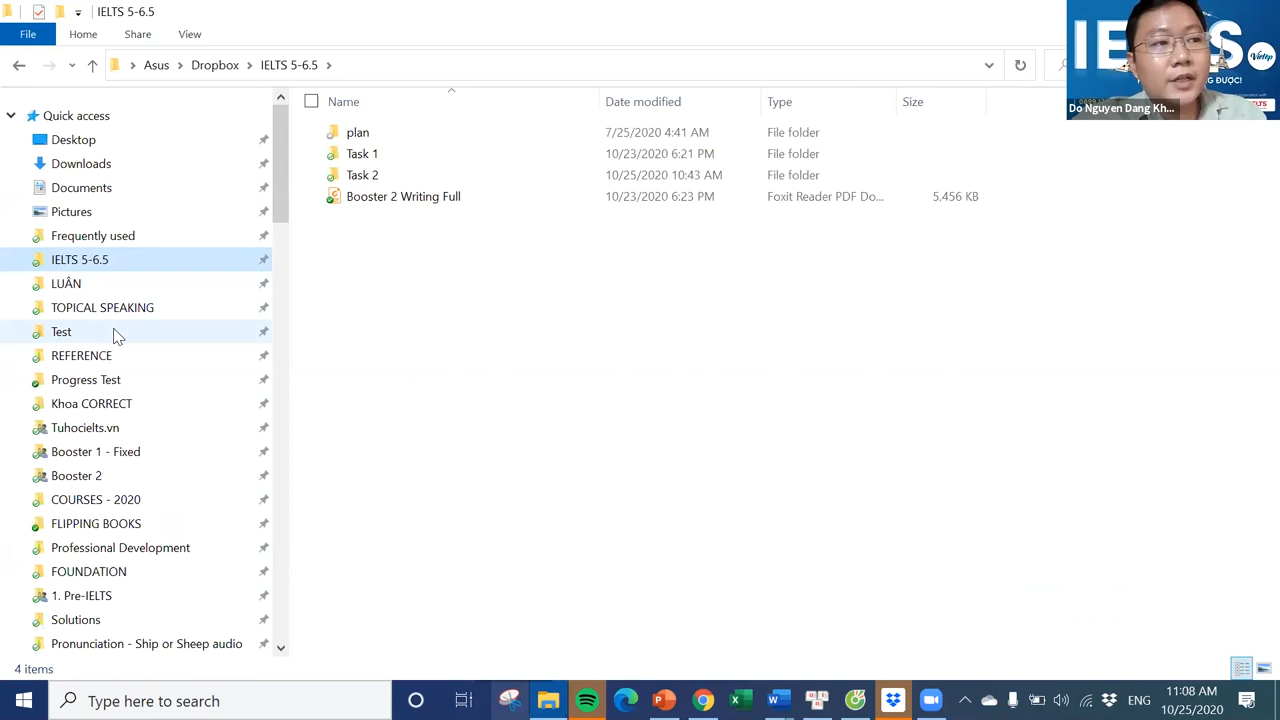 IELTS 5-6.5
File Home Share View
Asus Dropbox IELTS 5-6.5
Name Date modified Type Size
Quick access
Desktop
Downloads
Documents
Pictures
Frequently used
IELTS 5-6.5
LUÂN
TOPICAL SPEAKING
Test
REFERENCE
Progress Test
Khoa CORRECT
Tuhocielts.vn
Booster 1 - Fixed
Booster 2
COURSES - 2020
FLIPPING BOOKS
Professional Development
FOUNDATION
1. Pre-IELTS
Solutions
Pronunciation - Ship or Sheep audio
plan 7/25/2020 4:41 AM File folder
Task 1 10/23/2020 6:21 PM File folder
Task 2 10/25/2020 10:43 AM File folder
Booster 2 Writing Full 10/23/2020 6:23 PM Foxit Reader PDF Do... 5,456 KB
Do Nguyen Dang Kh...
4 items
Type here to search
ENG
11:08 AM
10/25/2020